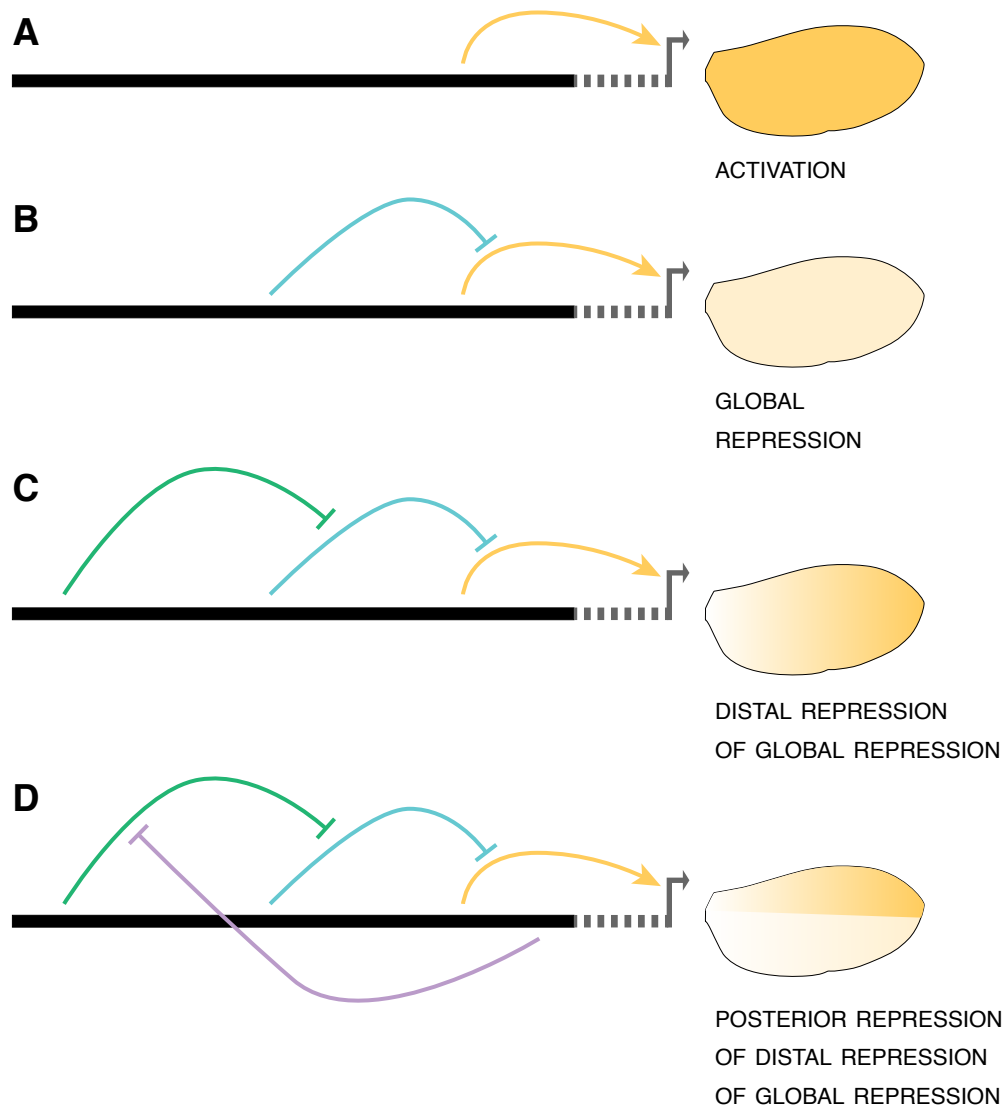 A
ACTIVATION
B
GLOBAL
REPRESSION
C
DISTAL REPRESSION
OF GLOBAL REPRESSION
D
POSTERIOR REPRESSION
OF DISTAL REPRESSION
OF GLOBAL REPRESSION